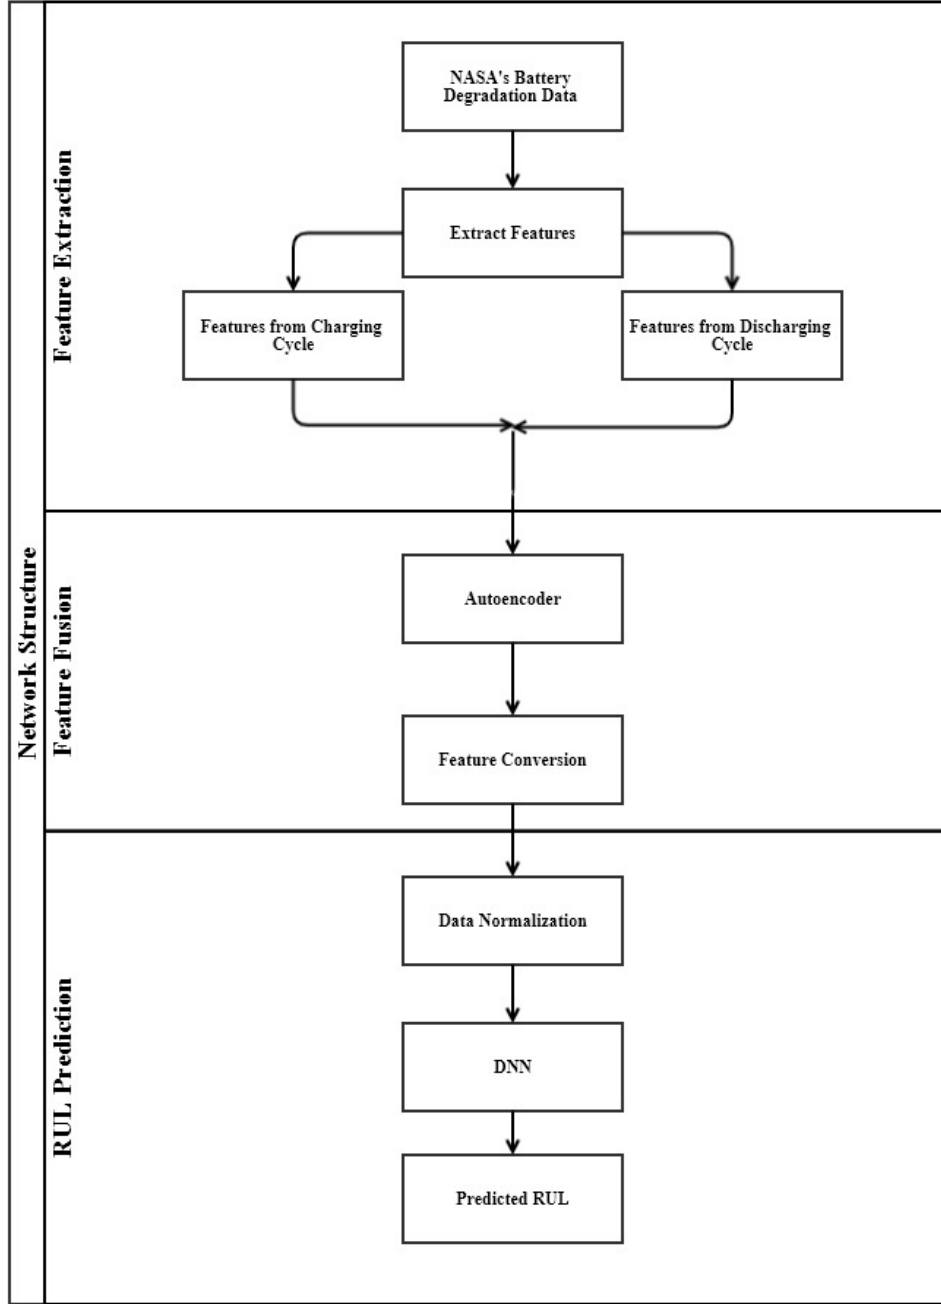 Network Structure
Feature Extraction
NASA's Battery
Degradation Data
Extract Features
Features from Charging
Cycle
Features from Discharging
Cycle
Feature Fusion
Autoencoder
Feature Conversion
RUL Prediction
Data Normalization
DNN
Predicted RUL